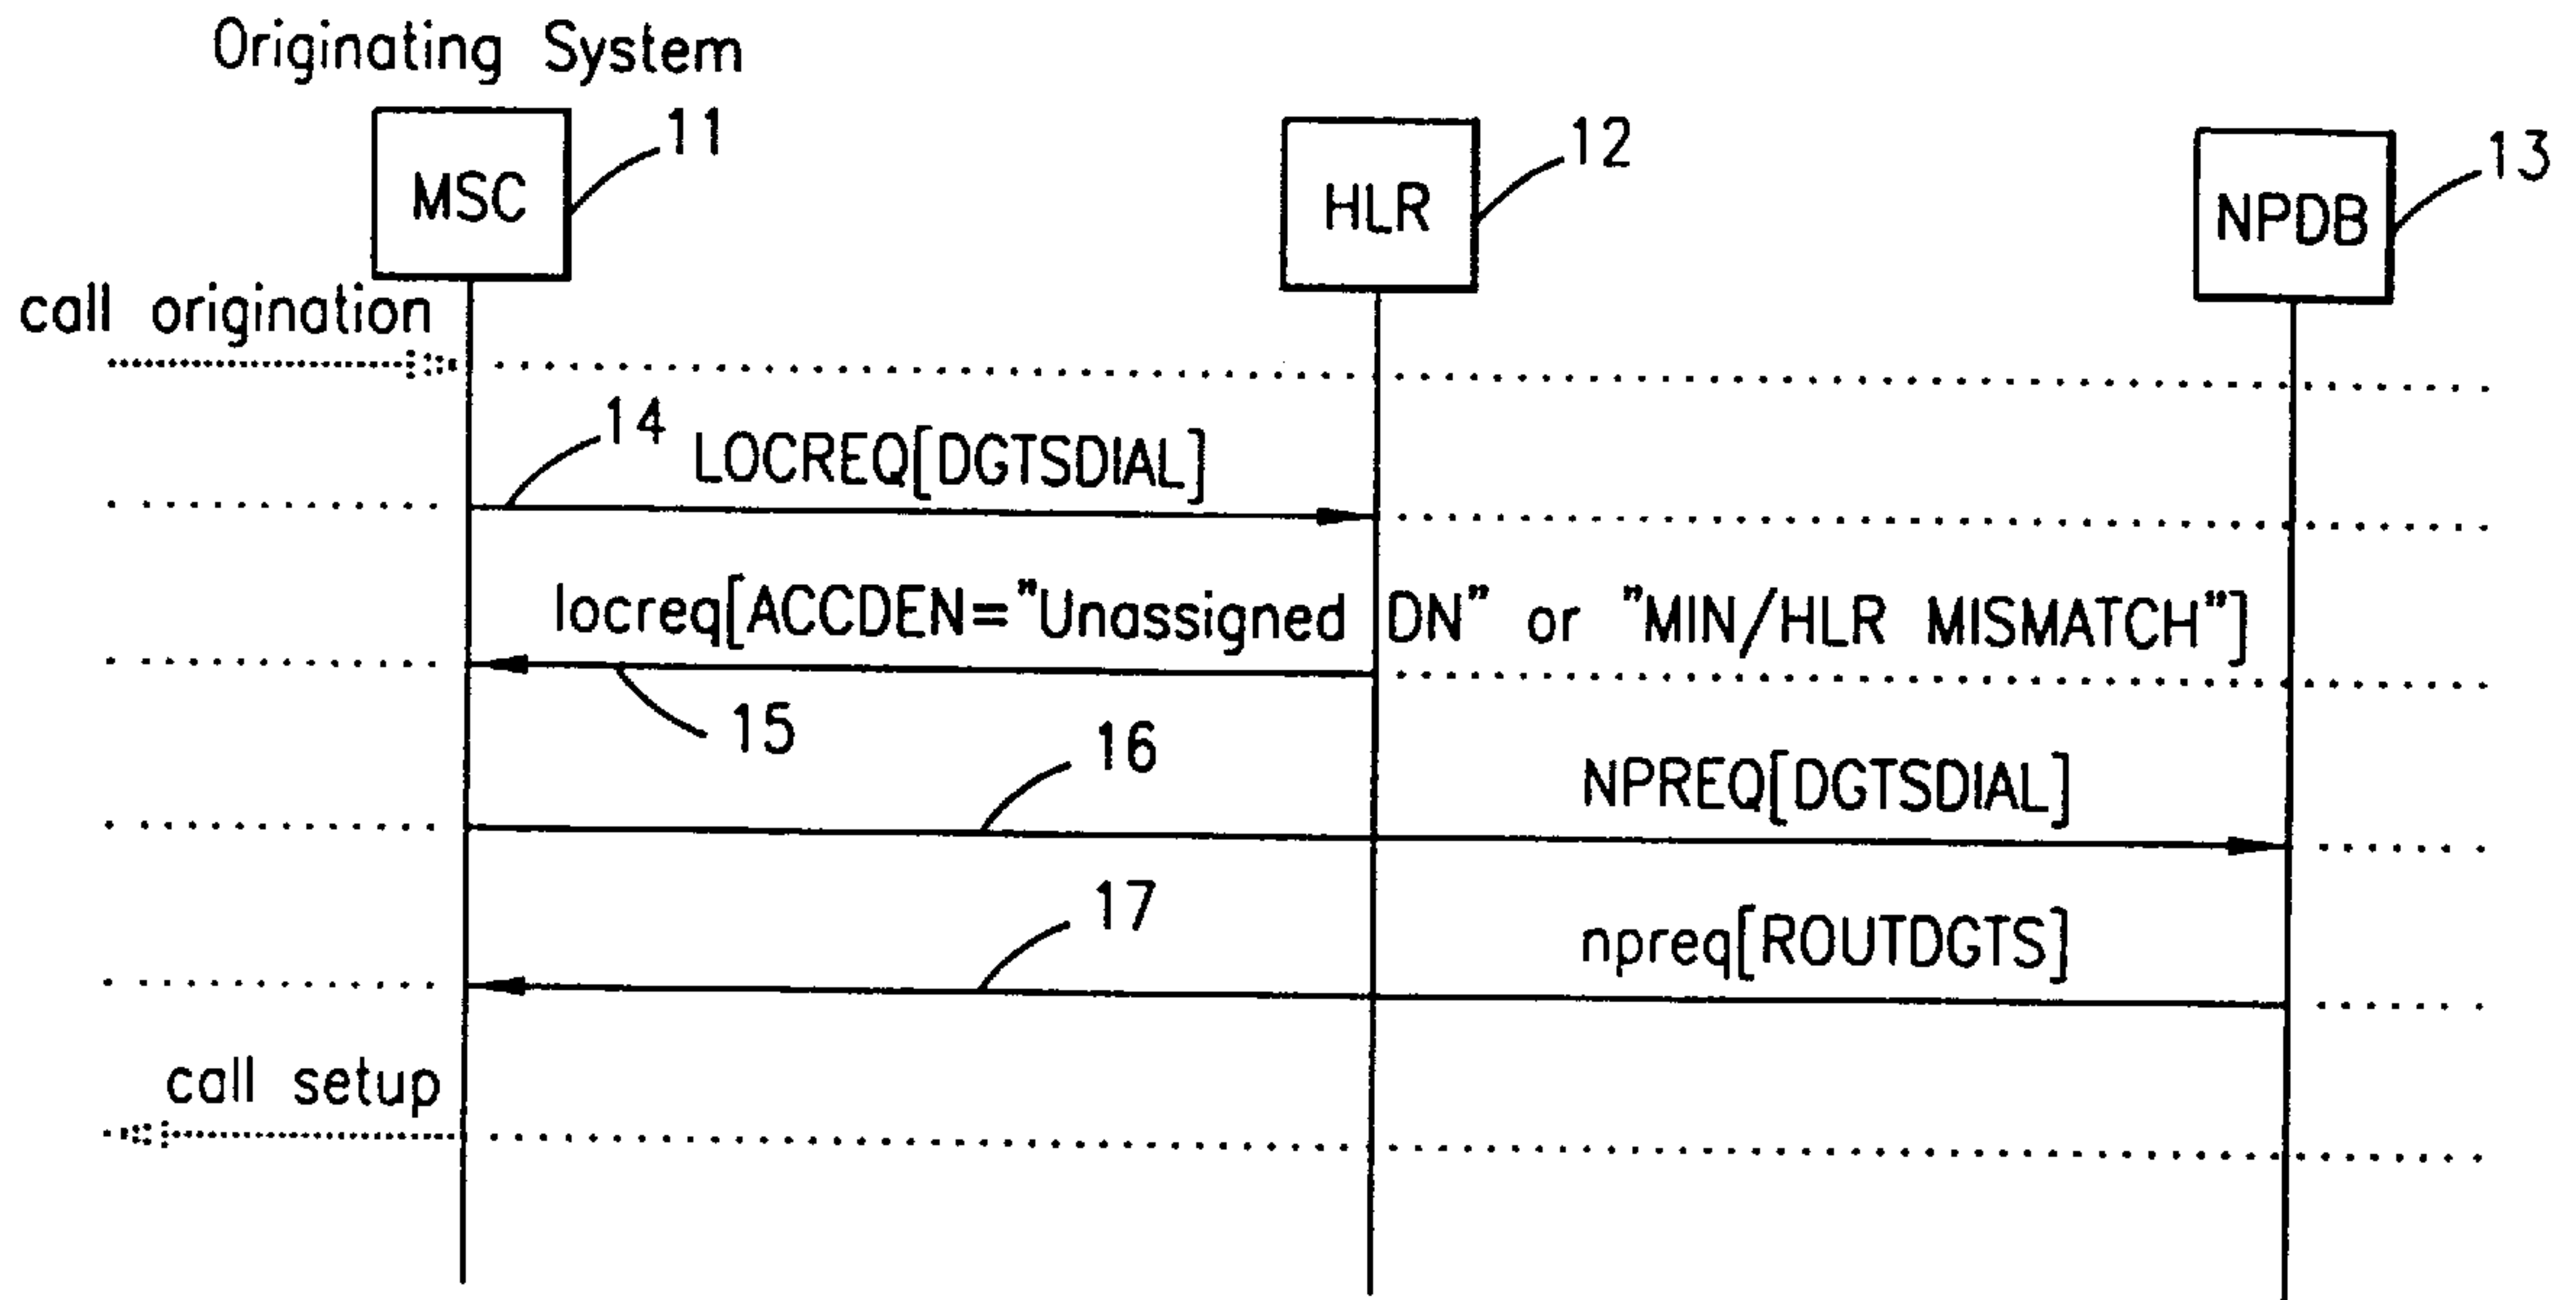 Originating System
MSC
11
HLR
12
NPDB
13
call origination
14
LOCREQ[DGTSDIAL]
locreq[ACCDEN="Unassigned DN" or "MIN/HLR MISMATCH"]
15
16
NPREQ[DGTSDIAL]
17
npreq[ROUTDGTS]
call setup